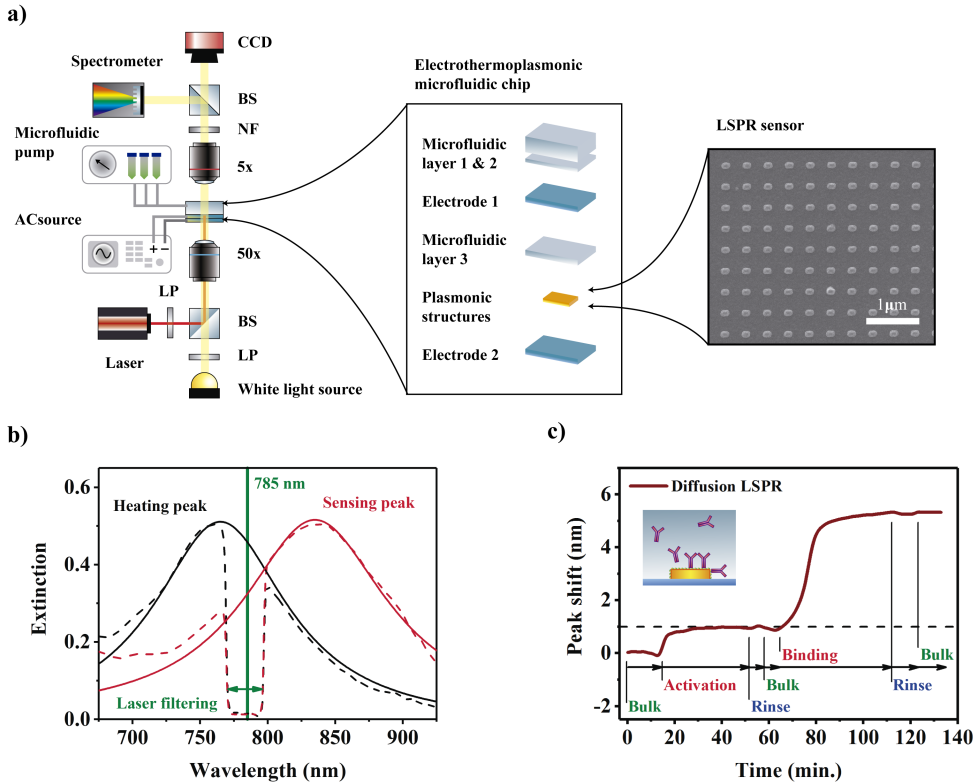 a)
CCD
Spectrometer
BS
NF
Microfluidic
pump
5x
ACsource
+ −
50x
LP
BS
Laser
LP
White light source
Electrothermoplasmonic
microfluidic chip
Microfluidic
layer 1 & 2
Electrode 1
Microfluidic
layer 3
Plasmonic
structures
Electrode 2
LSPR sensor
1μm
b)
0.6
0.4
0.2
0.0
Extinction
Heating peak
785 nm
Sensing peak
Laser filtering
700 750 800 850 900
Wavelength (nm)
c)
6
4
2
0
-2
Peak shift (nm)
Diffusion LSPR
Binding
Bulk
Activation
Bulk
Rinse
Bulk
Rinse
0 20 40 60 80 100 120 140
Time (min.)